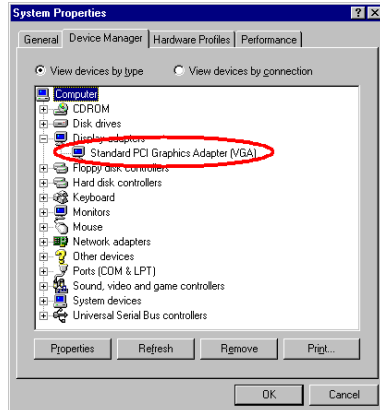 System Properties
General Device Manager Hardware Profiles Performance
View devices by type View devices by connection
Computer
CDROM
Disk drives
Display adapters
Standard PCI Graphics Adapter (VGA)
Floppy disk controllers
Hard disk controllers
Keyboard
Monitors
Mouse
Network adapters
Other devices
Ports (COM & LPT)
Sound, video and game controllers
System devices
Universal Serial Bus controllers
Properties Refresh Remove Print...
OK Cancel